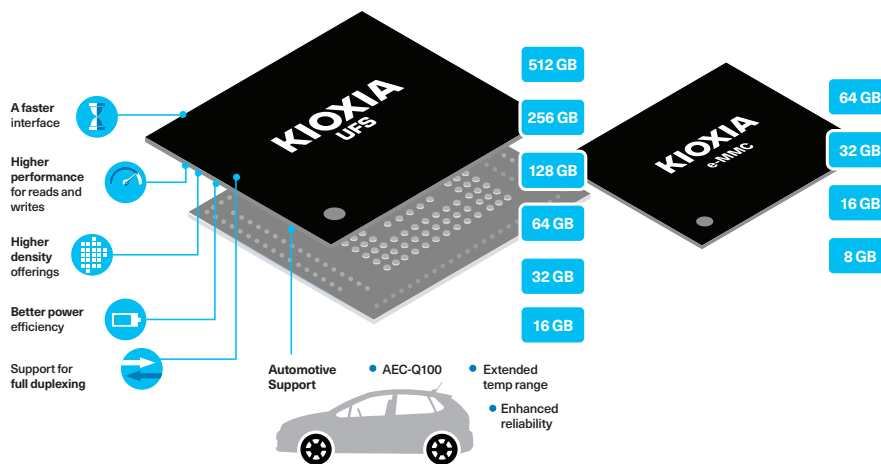 A faster
interface
Higher
performance
for reads and
writes
Higher
density
offerings
Better power
efficiency
Support for
full duplexing
KIOXIA
UFS
512 GB
256 GB
128 GB
64 GB
32 GB
16 GB
KIOXIA
e-MMC
64 GB
32 GB
16 GB
8 GB
Automotive
Support
• AEC-Q100
• Extended
temp range
• Enhanced
reliability